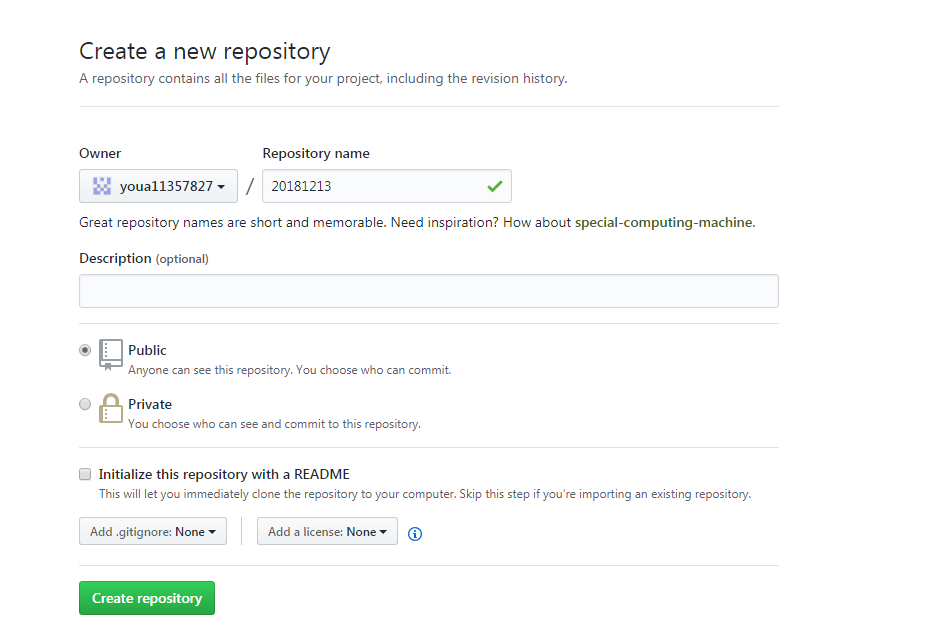 Create a new repository
A repository contains all the files for your project, including the revision history.
Owner Repository name
youa11357827 / 20181213
Great repository names are short and memorable. Need inspiration? How about special-computing-machine.
Description (optional)
Public
Anyone can see this repository. You choose who can commit.
Private
You choose who can see and commit to this repository.
Initialize this repository with a README
This will let you immediately clone the repository to your computer. Skip this step if you're importing an existing repository.
Add .gitignore: None Add a license: None
Create repository